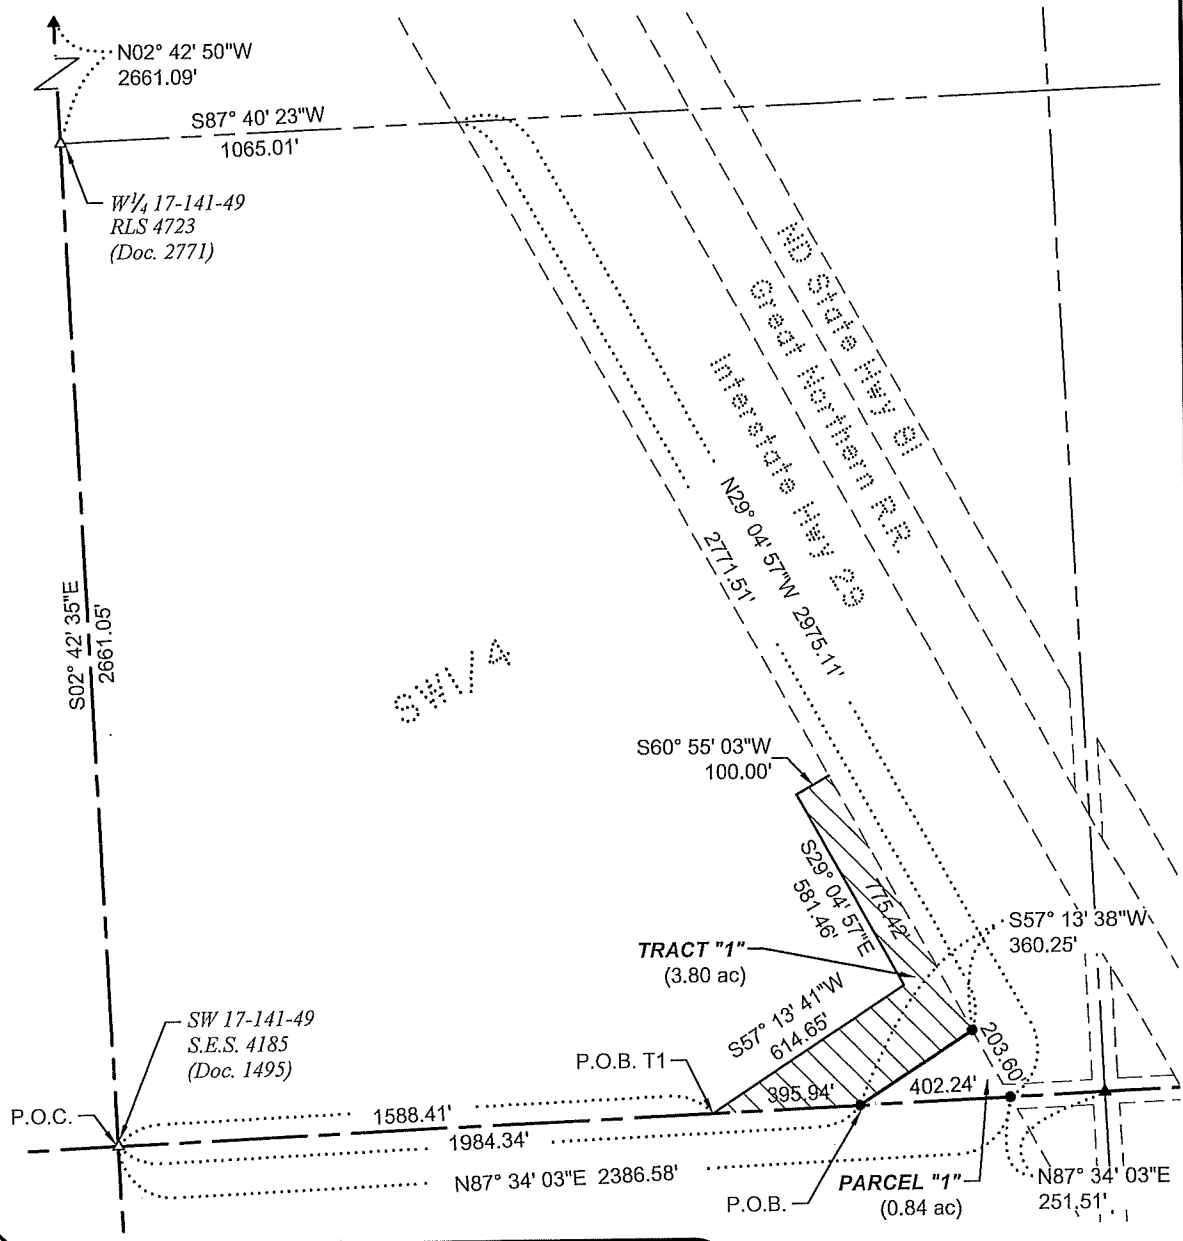 N02° 42' 50"W
2661.09'
S87° 40' 23"W
1065.01'
W¼ 17-141-49
RLS 4723
(Doc. 2771)
ND State Hwy 81
Great Northern R.R.
Interstate Hwy 29
N29° 04' 57"W 2975.11'
2771.51'
S02° 42' 35"E
2661.05'
SW1/4
S60° 55' 03"W
100.00'
S29° 04' 57"E
581.46'
775.42'
S57° 13' 38"W
360.25'
TRACT "1"
(3.80 ac)
S57° 13' 41"W
614.65'
SW 17-141-49
S.E.S. 4185
(Doc. 1495)
P.O.B. T1
203.60'
395.94'
402.24'
P.O.C.
1588.41'
1984.34'
N87° 34' 03"E 2386.58'
P.O.B.
PARCEL "1"
(0.84 ac)
N87° 34' 03"E
251.51'